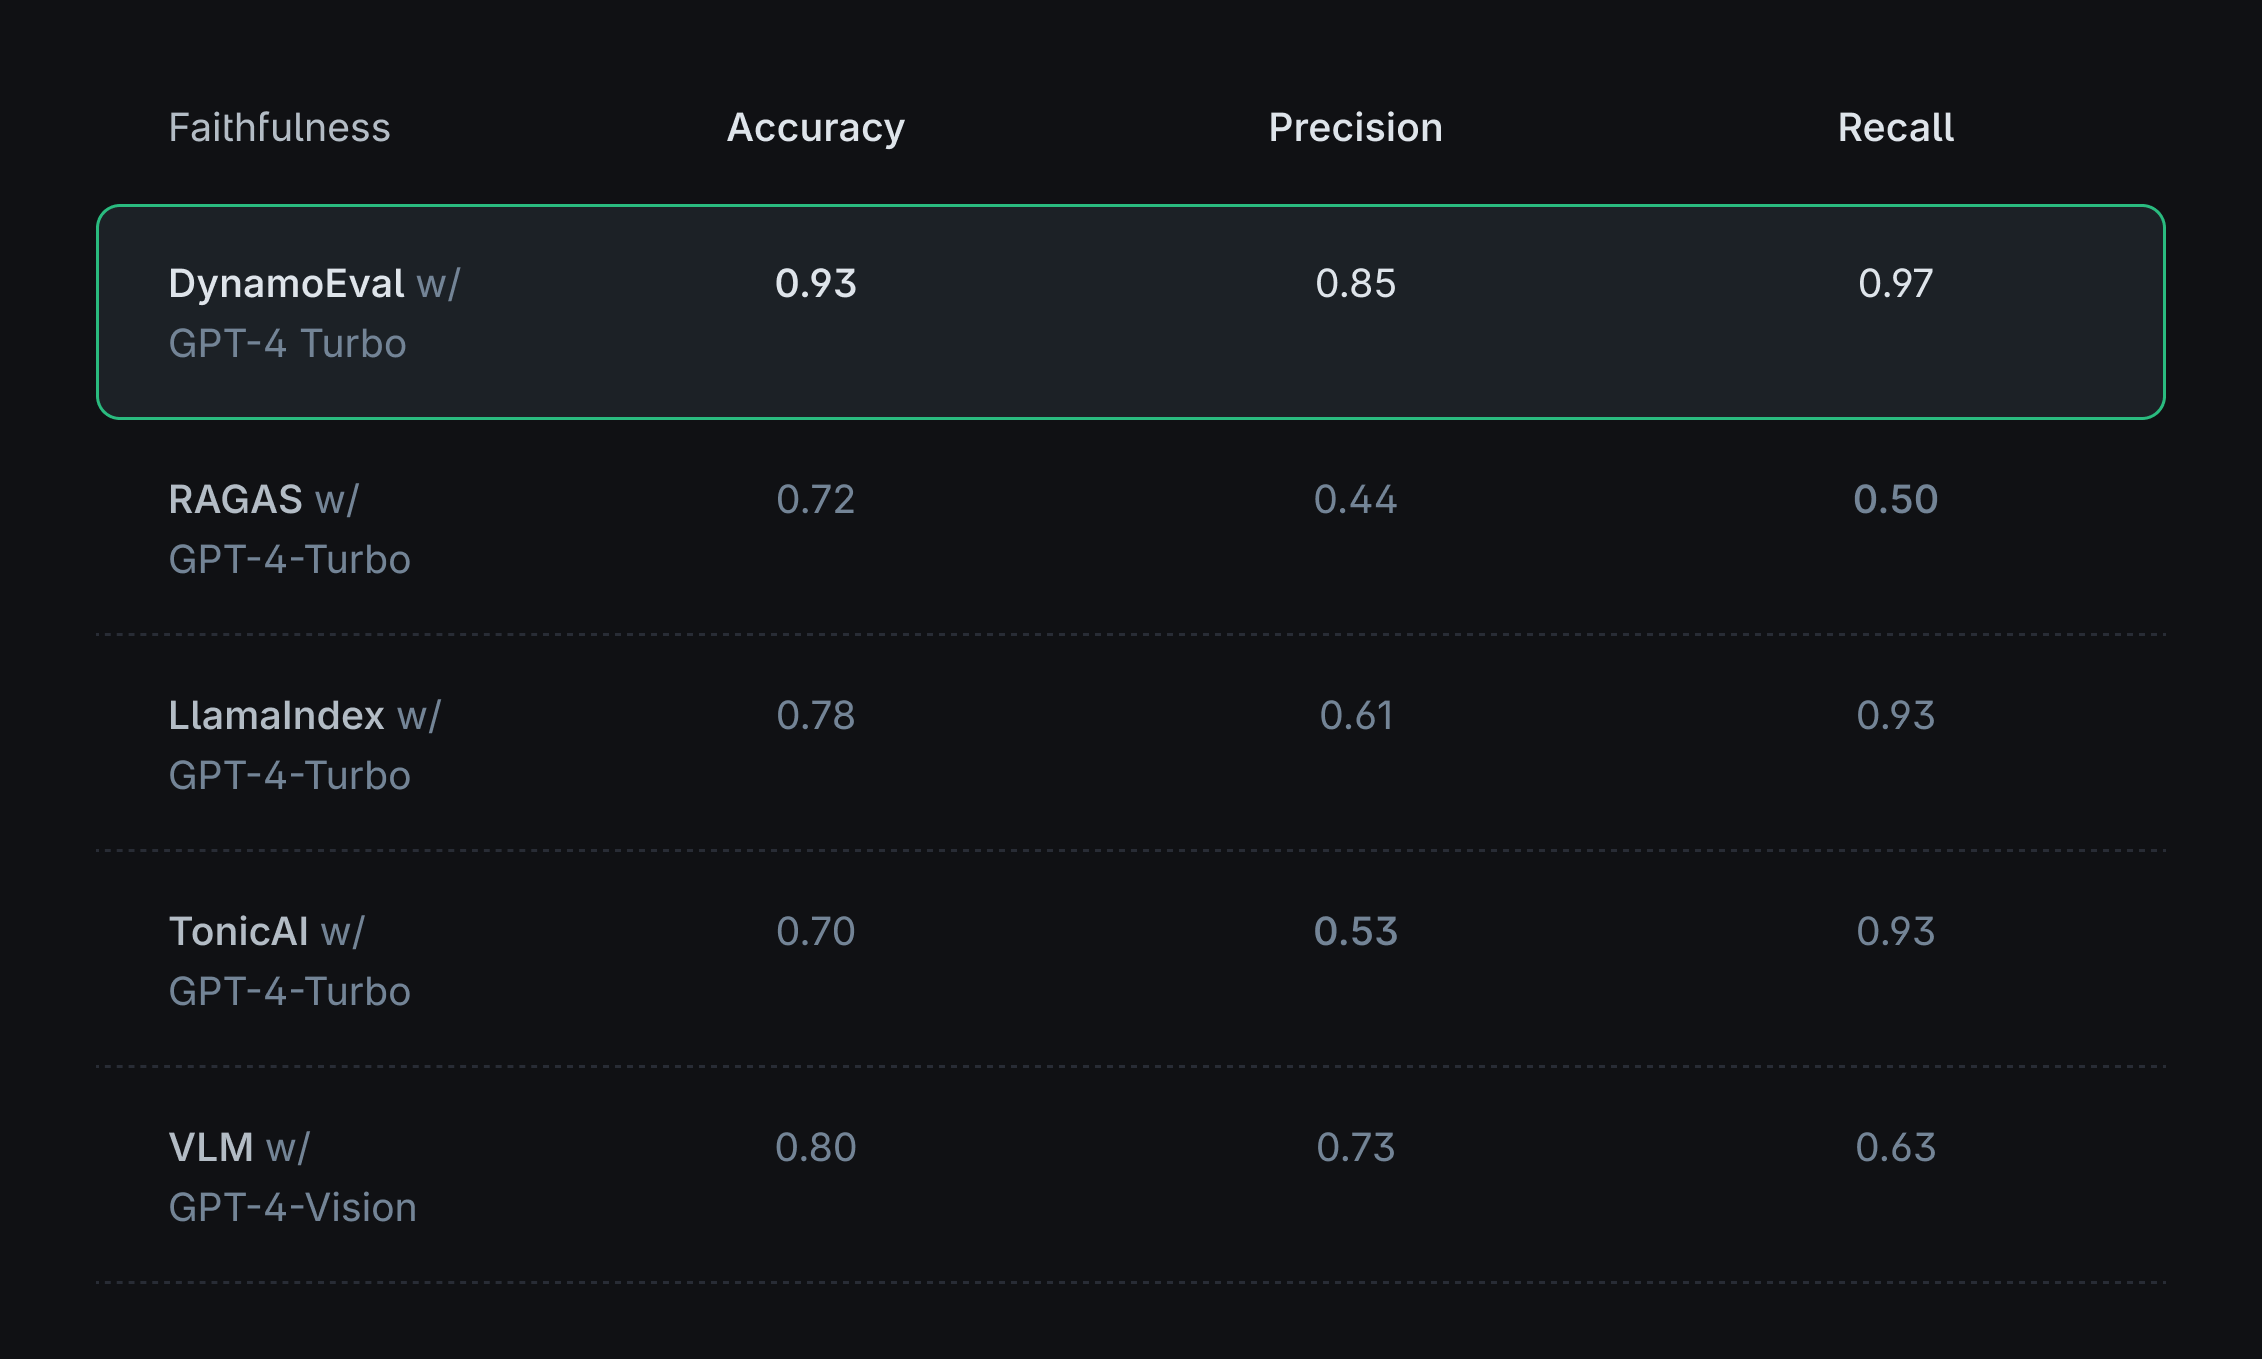 Faithfulness Accuracy Precision Recall
DynamoEval w/ 0.93 0.85 0.97
GPT-4 Turbo
RAGAS w/ 0.72 0.44 0.50
GPT-4-Turbo
LlamaIndex w/ 0.78 0.61 0.93
GPT-4-Turbo
TonicAI w/ 0.70 0.53 0.93
GPT-4-Turbo
VLM w/ 0.80 0.73 0.63
GPT-4-Vision